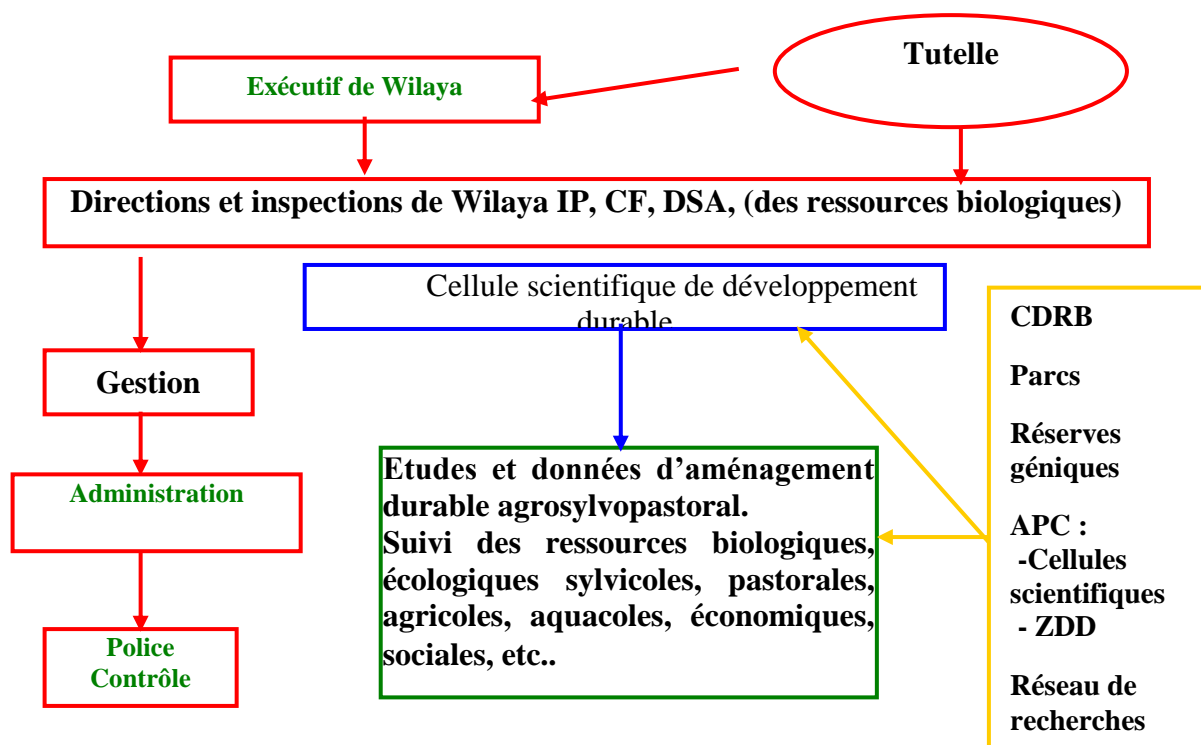 Tutelle
Exécutif de Wilaya
Directions et inspections de Wilaya IP, CF, DSA, (des ressources biologiques)
Cellule scientifique de développement
durable
CDRB
Parcs
Réserves
géniques
APC :
-Cellules
scientifiques
- ZDD
Réseau de
recherches
Gestion
Administration
Police
Contrôle
Etudes et données d’aménagement
durable agrosylvopastoral.
Suivi des ressources biologiques,
écologiques sylvicoles, pastorales,
agricoles, aquacoles, économiques,
sociales, etc..